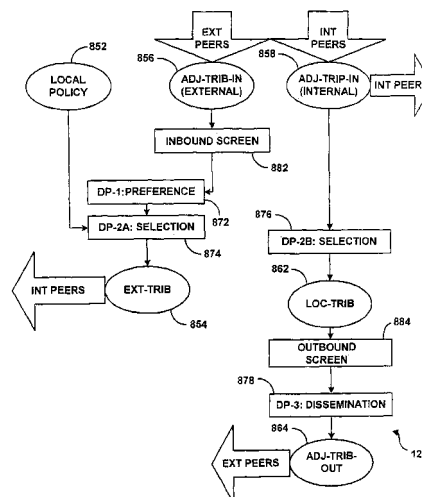 EXT
PEERS
INT
PEERS
852
856
858
LOCAL
POLICY
ADJ-TRIB-IN
(EXTERNAL)
ADJ-TRIP-IN
(INTERNAL)
INT PEERS
INBOUND SCREEN
882
DP-1:PREFERENCE
872
876
DP-2A: SELECTION
874
DP-2B: SELECTION
862
INT PEERS
EXT-TRIB
854
LOC-TRIB
884
OUTBOUND
SCREEN
878
DP-3: DISSEMINATION
864
12
EXT PEERS
ADJ-TRIB-
OUT